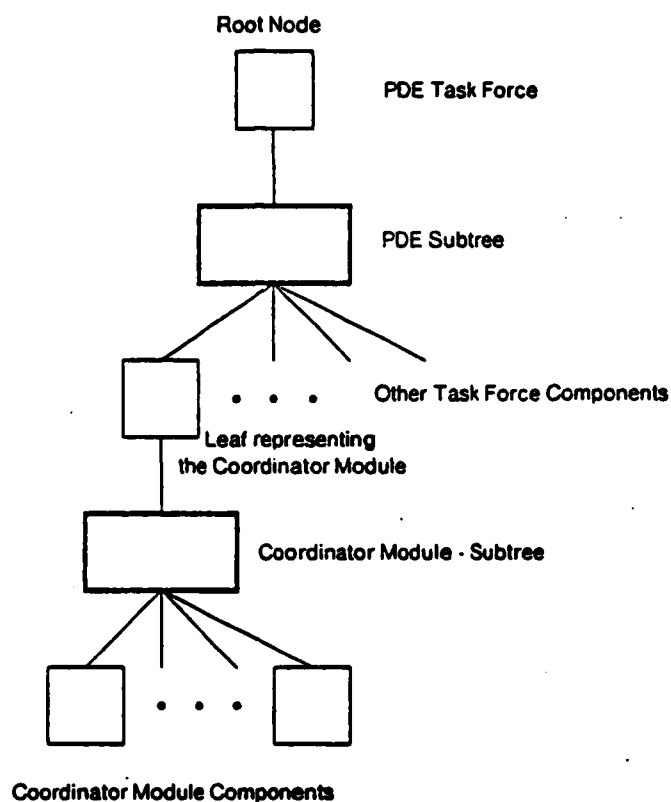 Root Node
PDE Task Force
PDE Subtree
Other Task Force Components
Leaf representing
the Coordinator Module
Coordinator Module - Subtree
Coordinator Module Components